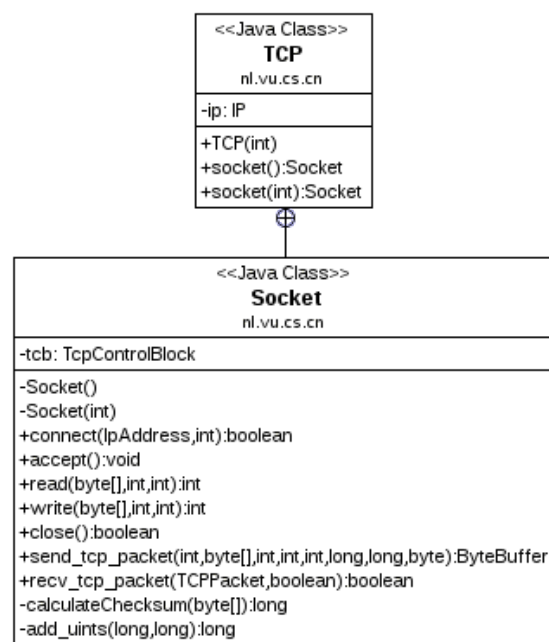 <<Java Class>>
TCP
nl.vu.cs.cn
-ip: IP
+TCP(int)
+socket():Socket
+socket(int):Socket
<<Java Class>>
Socket
nl.vu.cs.cn
-tcb: TcpControlBlock
-Socket()
-Socket(int)
+connect(IpAddress,int):boolean
+accept():void
+read(byte[],int,int):int
+write(byte[],int,int):int
+close():boolean
+send_tcp_packet(int,byte[],int,int,int,long,long,byte):ByteBuffer
+recv_tcp_packet(TCPPacket,boolean):boolean
-calculateChecksum(byte[]):long
-add_uints(long,long):long